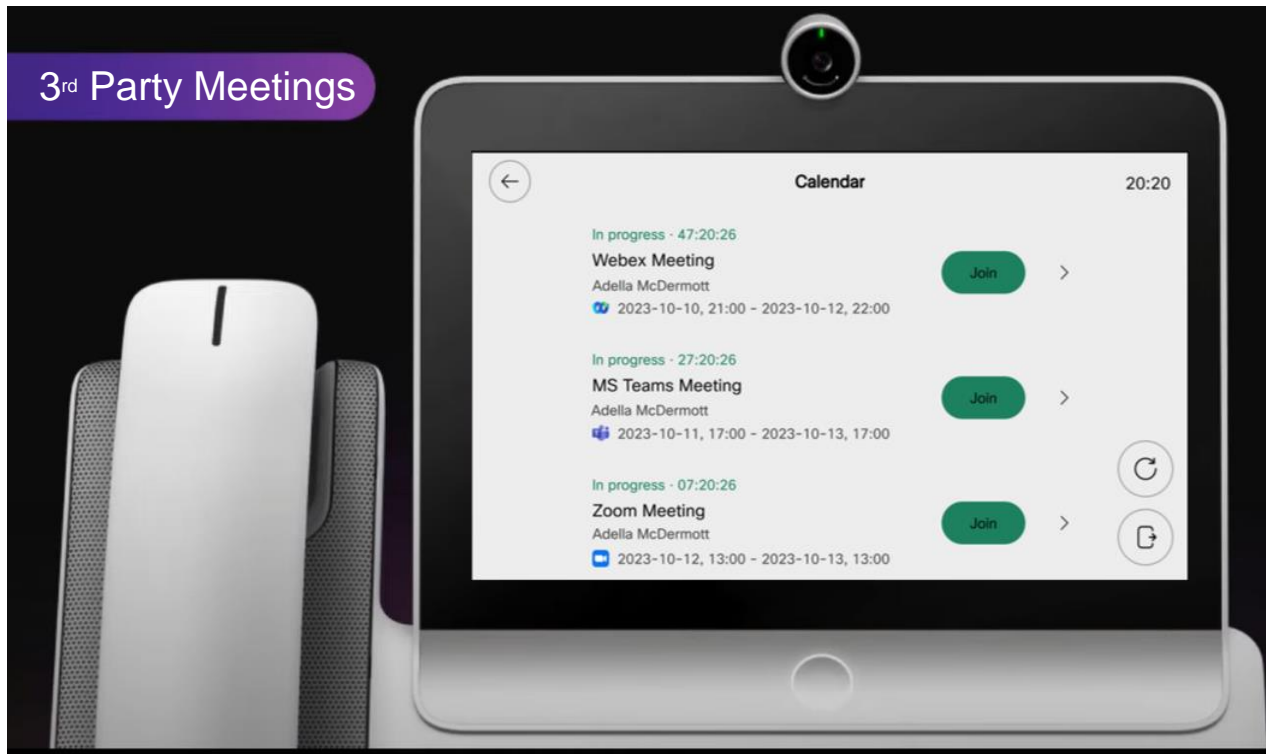 3rd Party Meetings
Calendar
20:20
In progress · 47:20:26
Webex Meeting
Adella McDermott
2023-10-10, 21:00 - 2023-10-12, 22:00
Join
In progress · 27:20:26
MS Teams Meeting
Adella McDermott
2023-10-11, 17:00 - 2023-10-13, 17:00
Join
In progress · 07:20:26
Zoom Meeting
Adella McDermott
2023-10-12, 13:00 - 2023-10-13, 13:00
Join